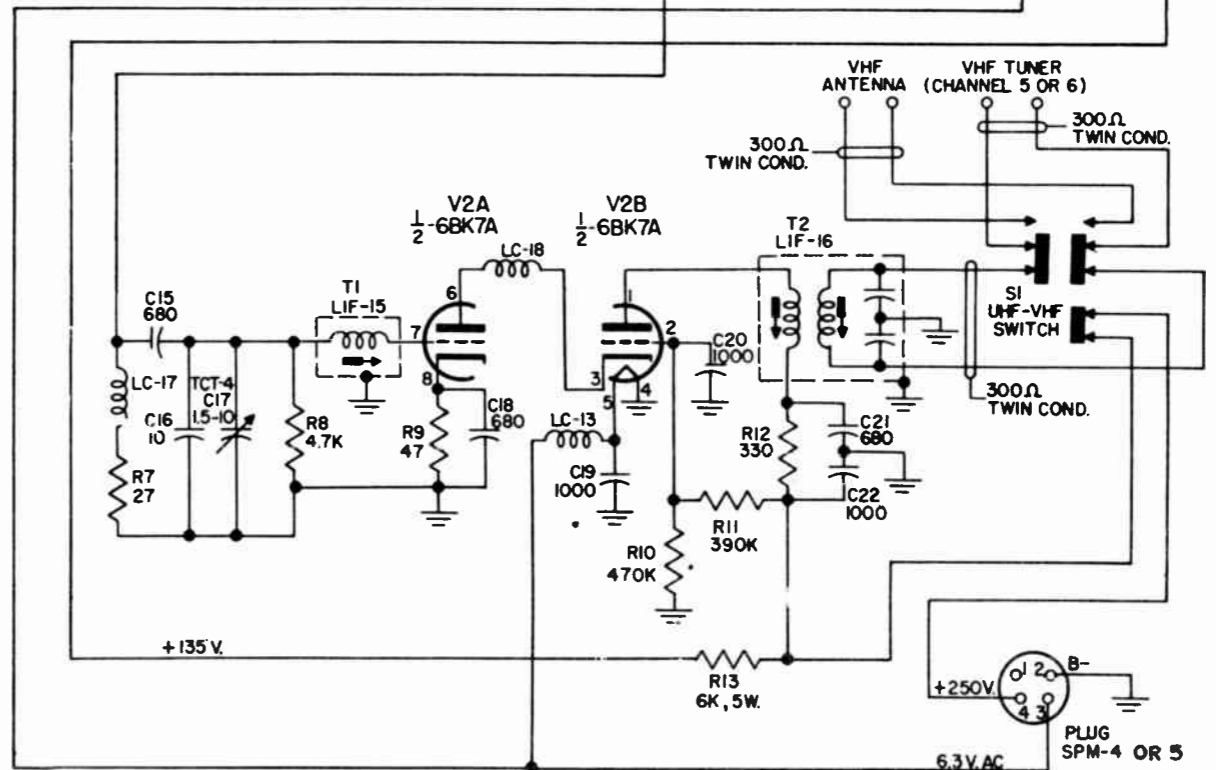 VHF
ANTENNA
VHF TUNER
(CHANNEL 5 OR 6)
300Ω
TWIN COND.
300Ω
TWIN COND.
V2A
½-6BK7A
V2B
½-6BK7A
LC-18
T2
LIF-16
T1
LIF-15
C15
680
6
7
8
1
2
3
4
5
C20
1000
S1
UHF-VHF
SWITCH
LC-17
C16
10
TCT-4
C17
1.5-10
R8
4.7K
R9
47
C18
680
LC-13
C19
1000
R12
330
C21
680
C22
1000
300Ω
TWIN COND.
R7
27
R11
390K
R10
470K
+135V.
R13
6K, 5W.
+250V.
1 2
4 3
B-
PLUG
SPM-4 OR 5
6.3V. AC